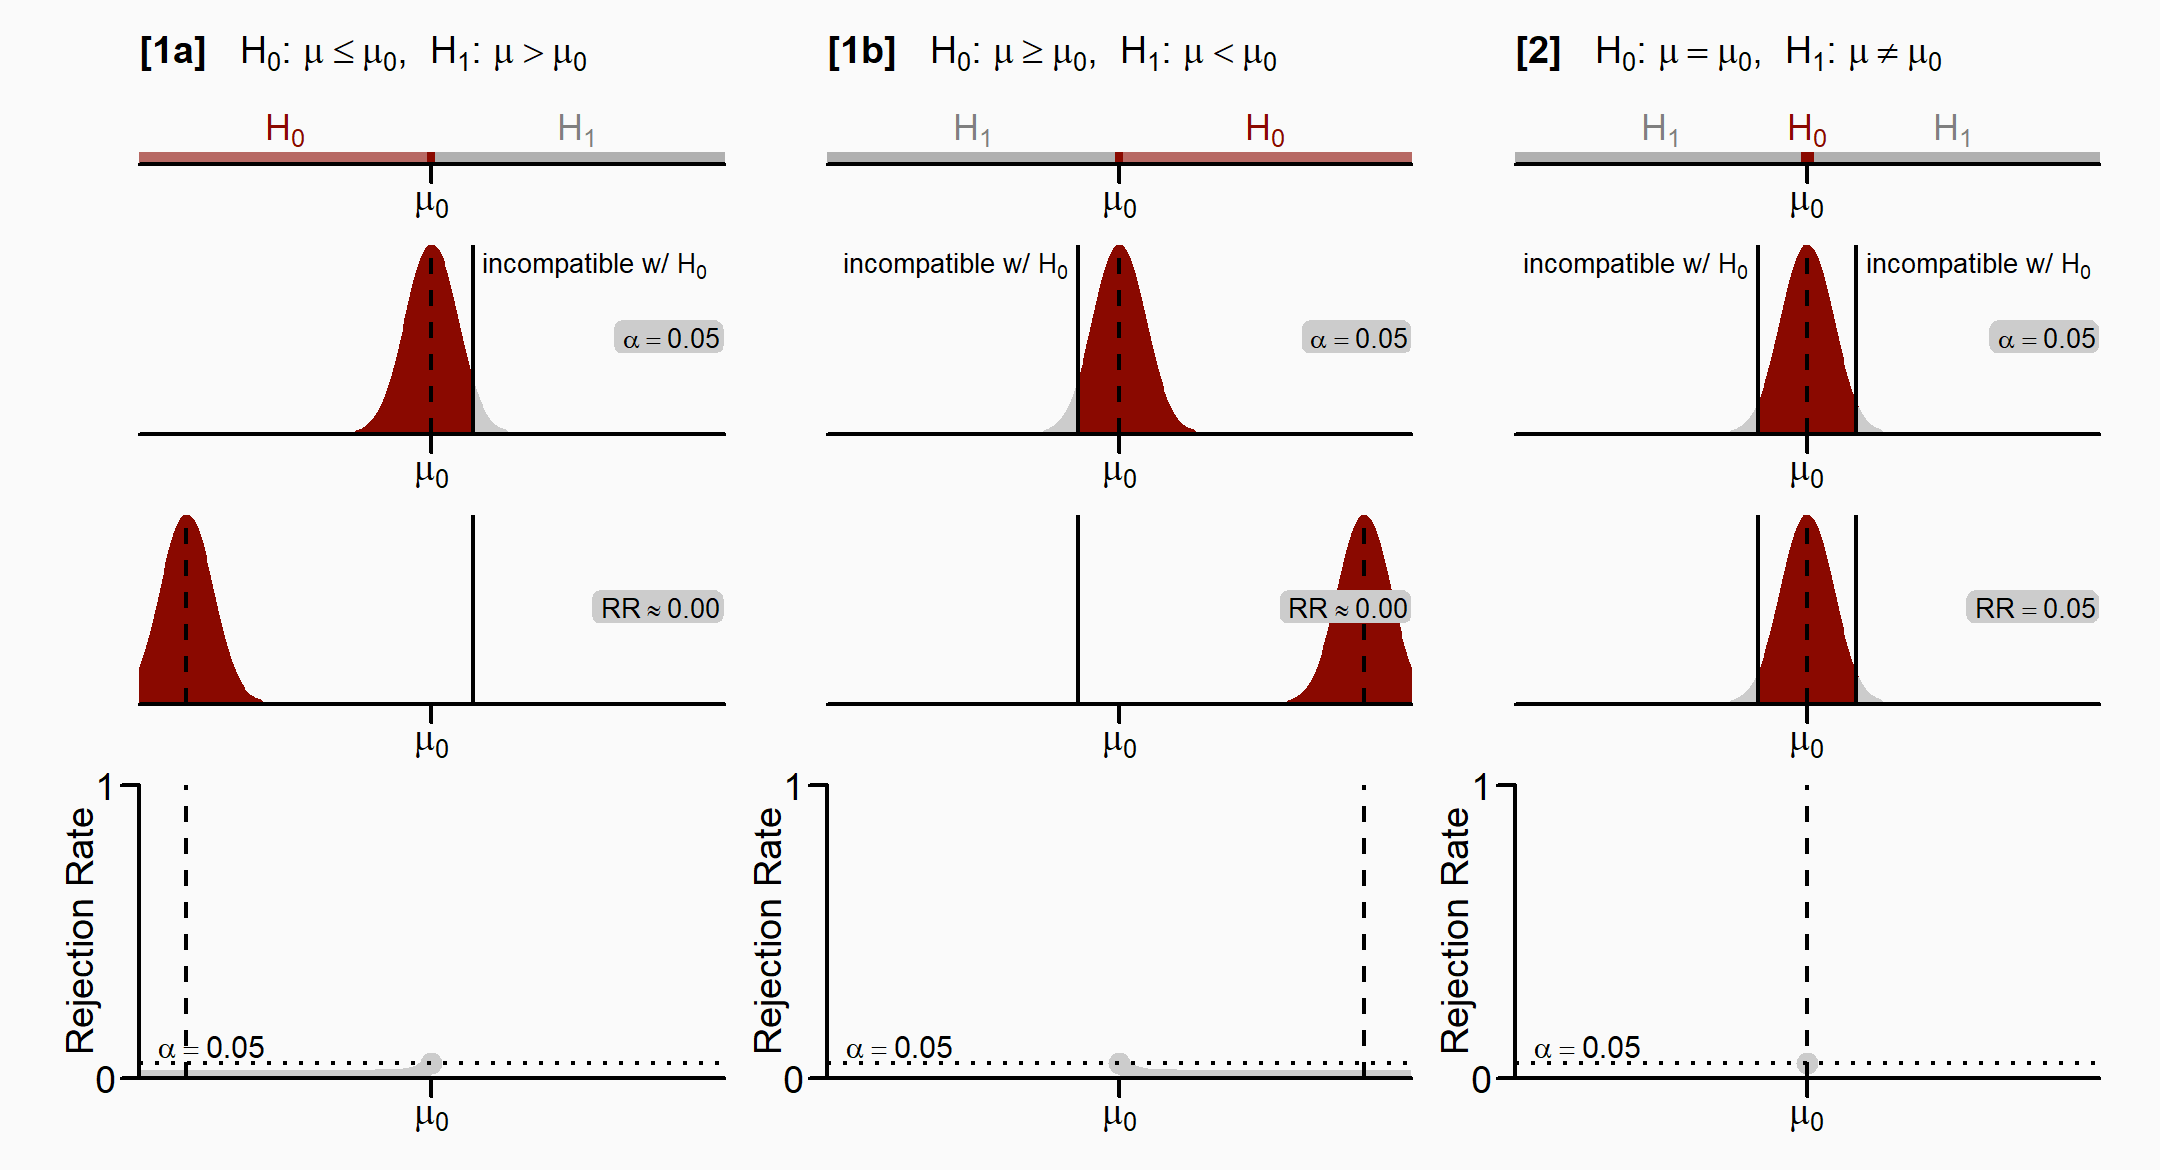 [1a] H₀: μ ≤ μ₀, H₁: μ > μ₀
H₀ H₁
μ₀
incompatible w/ H₀
α = 0.05
μ₀
RR ≈ 0.00
μ₀
1
Rejection Rate
α = 0.05
0
μ₀
[1b] H₀: μ ≥ μ₀, H₁: μ < μ₀
H₁ H₀
μ₀
incompatible w/ H₀
α = 0.05
μ₀
RR ≈ 0.00
μ₀
1
Rejection Rate
α = 0.05
0
μ₀
[2] H₀: μ = μ₀, H₁: μ ≠ μ₀
H₁ H₀ H₁
μ₀
incompatible w/ H₀ incompatible w/ H₀
α = 0.05
μ₀
RR = 0.05
μ₀
1
Rejection Rate
α = 0.05
0
μ₀